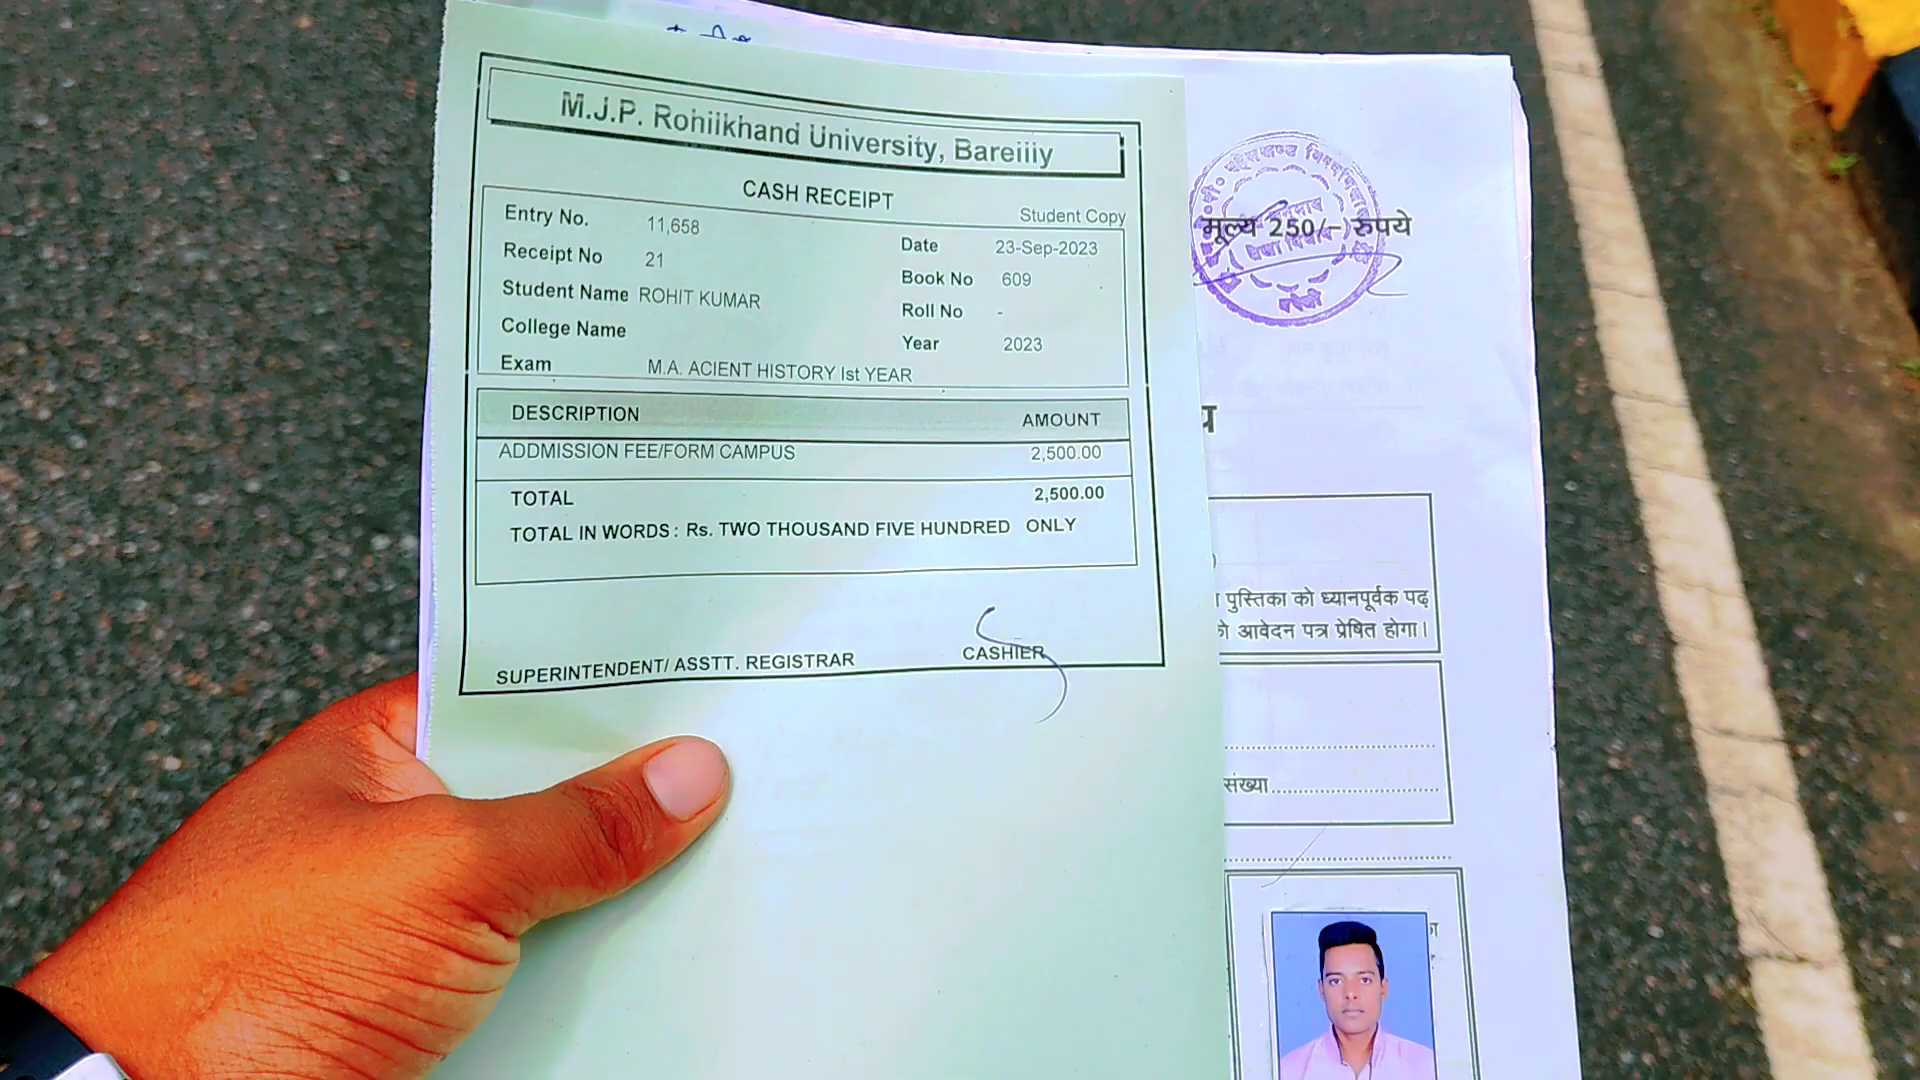 M.J.P. Rohilkhand University, Bareilly
CASH RECEIPT
Student Copy
Entry No. 11,658
Date 23-Sep-2023
Receipt No 21
Book No 609
Student Name ROHIT KUMAR
Roll No -
College Name
Year 2023
Exam M.A. ACIENT HISTORY Ist YEAR
DESCRIPTION AMOUNT
ADDMISSION FEE/FORM CAMPUS 2,500.00
TOTAL 2,500.00
TOTAL IN WORDS : Rs. TWO THOUSAND FIVE HUNDRED ONLY
SUPERINTENDENT/ ASSTT. REGISTRAR CASHIER
मूल्य 250/- रुपये
पुस्तिका को ध्यानपूर्वक पढ़
आवेदन पत्र प्रेषित होगा।
संख्या